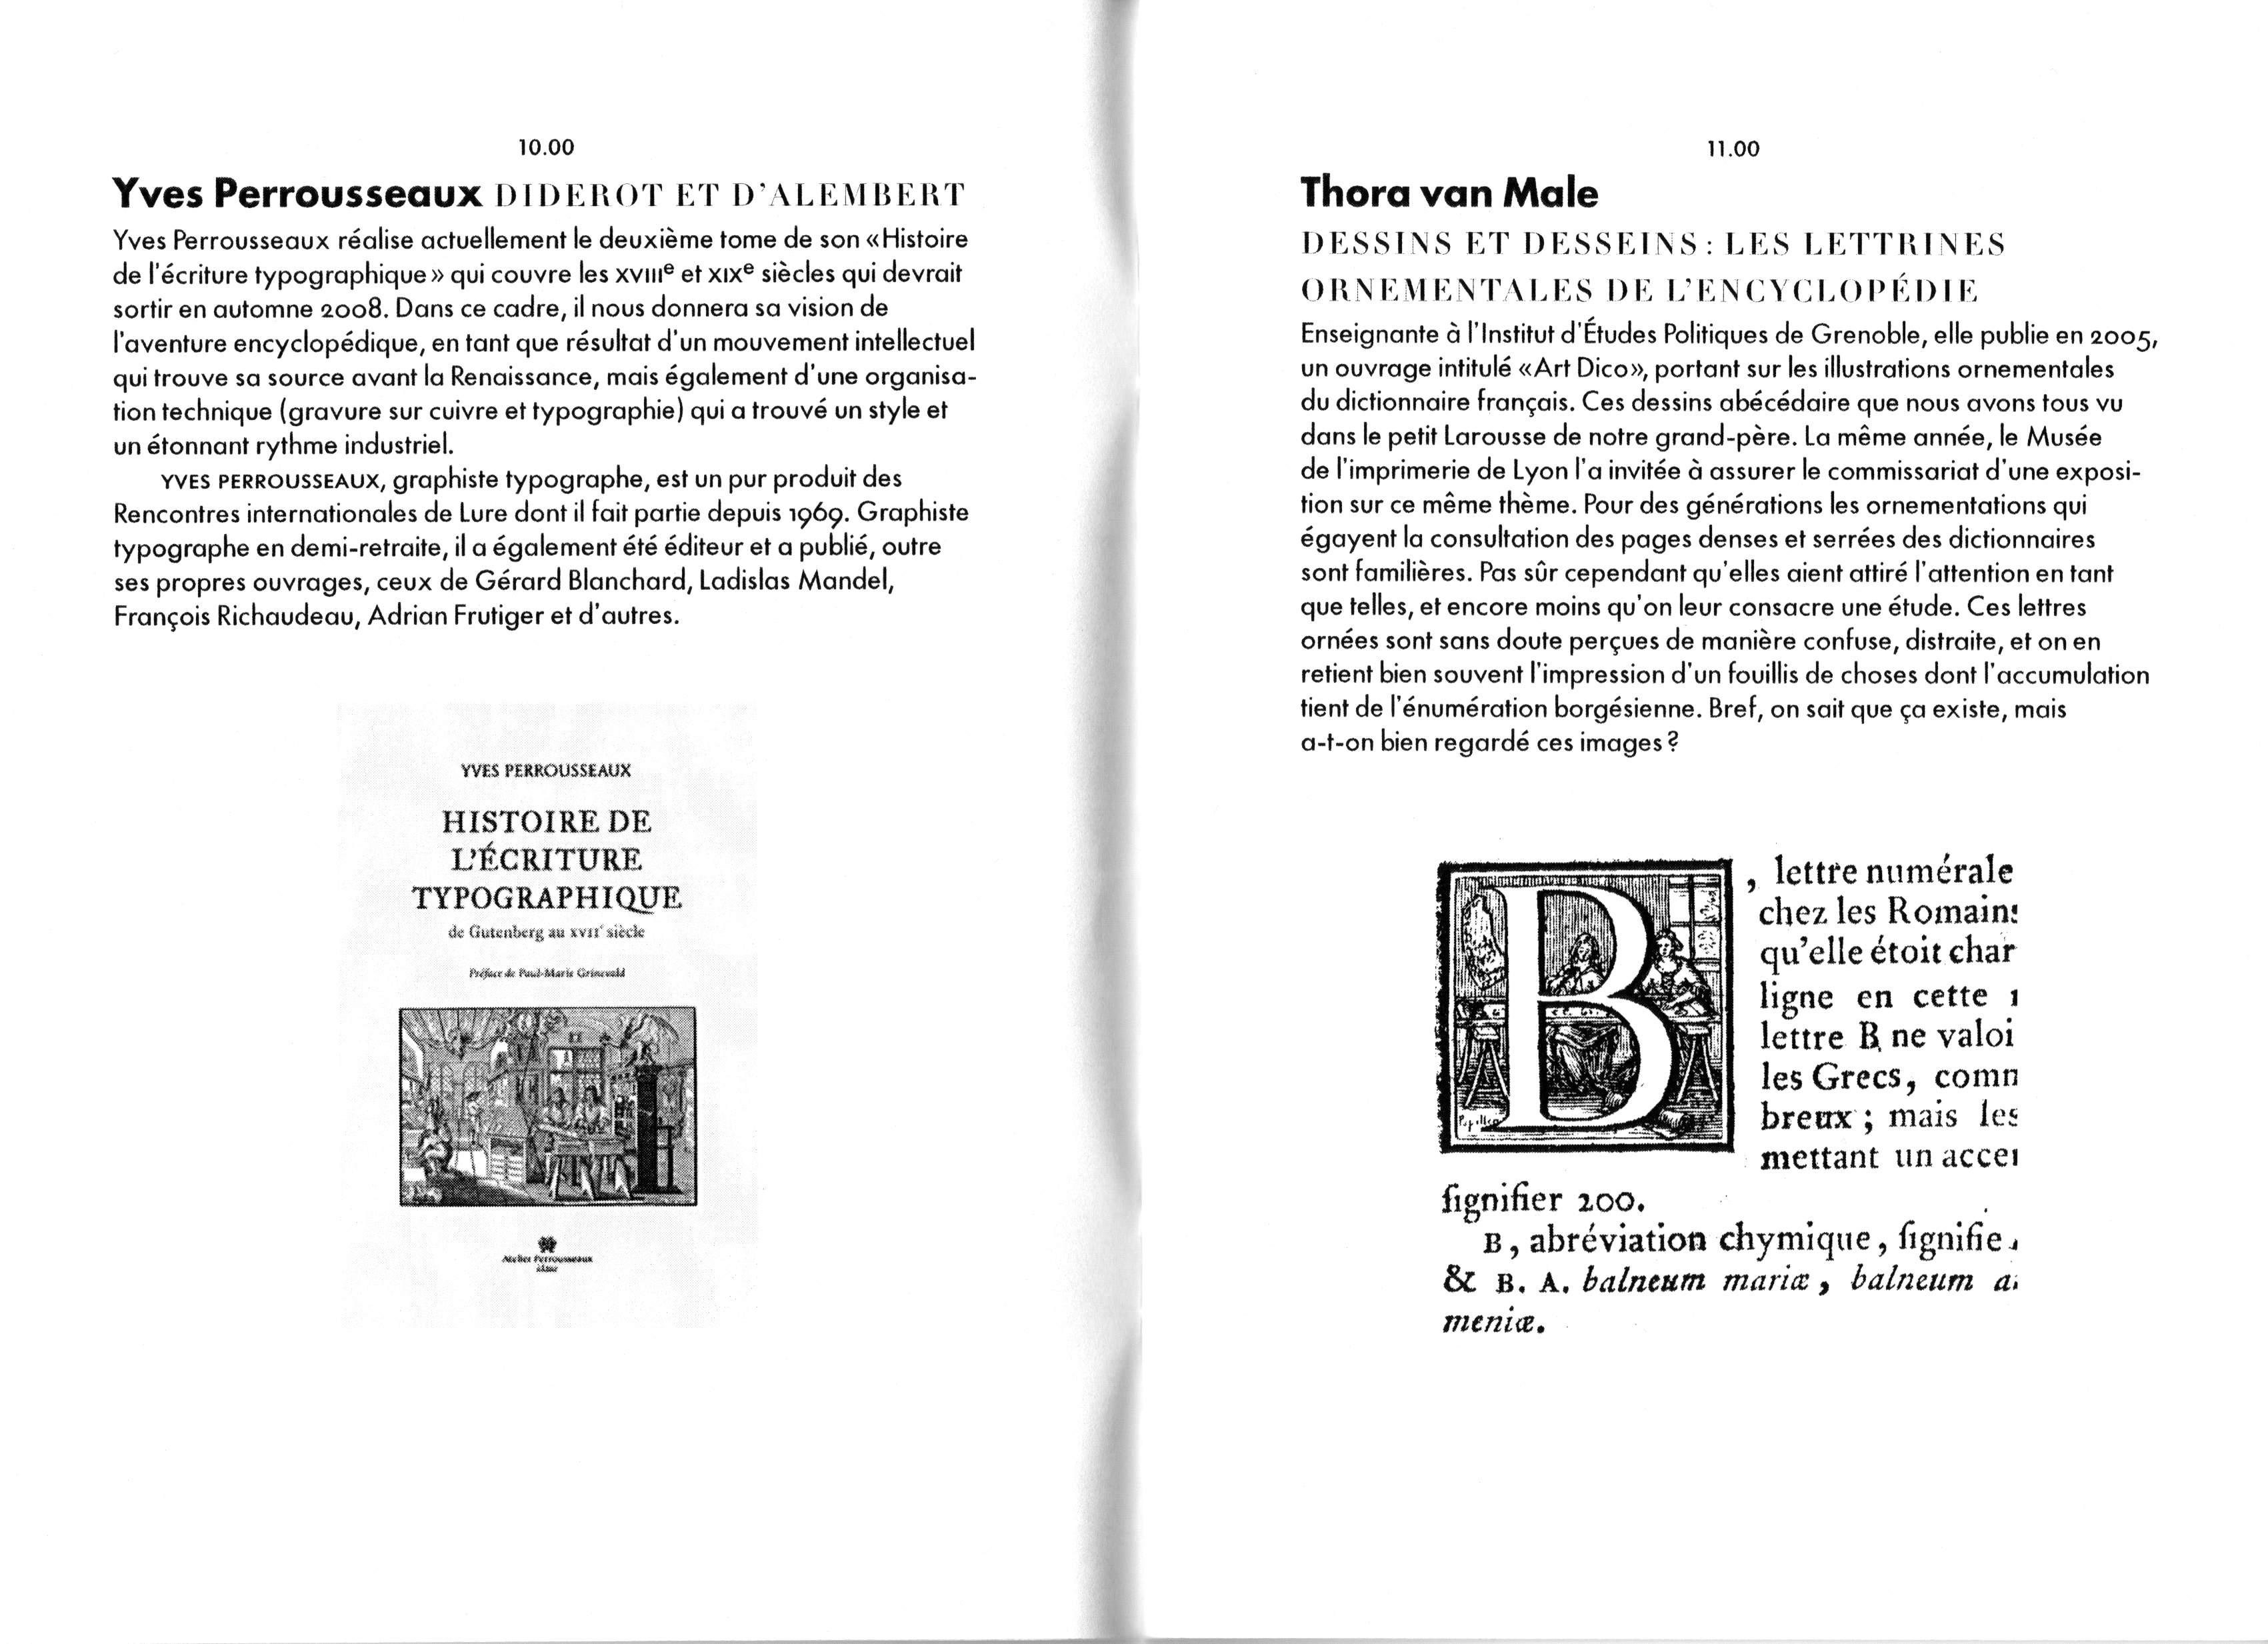 10.00
Yves Perrousseaux DIDEROT ET D'ALEMBERT
Yves Perrousseaux réalise actuellement le deuxième tome de son «Histoire
de l'écriture typographique» qui couvre les XVIIIe et XIXe siècles qui devrait
sortir en automne 2008. Dans ce cadre, il nous donnera sa vision de
l'aventure encyclopédique, en tant que résultat d'un mouvement intellectuel
qui trouve sa source avant la Renaissance, mais également d'une organisa-
tion technique (gravure sur cuivre et typographie) qui a trouvé un style et
un étonnant rythme industriel.
YVES PERROUSSEAUX, graphiste typographe, est un pur produit des
Rencontres internationales de Lure dont il fait partie depuis 1969. Graphiste
typographe en demi-retraite, il a également été éditeur et a publié, outre
ses propres ouvrages, ceux de Gérard Blanchard, Ladislas Mandel,
François Richaudeau, Adrian Frutiger et d'autres.
YVES PERROUSSEAUX
HISTOIRE DE
L'ÉCRITURE
TYPOGRAPHIQUE
de Gutenberg au XVIIe siècle
Préface de Paul-Marie Grinevald
Atelier Perrousseaux
éditeur
11.00
Thora van Male
DESSINS ET DESSEINS : LES LETTRINES
ORNEMENTALES DE L'ENCYCLOPÉDIE
Enseignante à l'Institut d'Études Politiques de Grenoble, elle publie en 2005,
un ouvrage intitulé «Art Dico», portant sur les illustrations ornementales
du dictionnaire français. Ces dessins abécédaire que nous avons tous vu
dans le petit Larousse de notre grand-père. La même année, le Musée
de l'imprimerie de Lyon l'a invitée à assurer le commissariat d'une exposi-
tion sur ce même thème. Pour des générations les ornementations qui
égayent la consultation des pages denses et serrées des dictionnaires
sont familières. Pas sûr cependant qu'elles aient attiré l'attention en tant
que telles, et encore moins qu'on leur consacre une étude. Ces lettres
ornées sont sans doute perçues de manière confuse, distraite, et on en
retient bien souvent l'impression d'un fouillis de choses dont l'accumulation
tient de l'énumération borgésienne. Bref, on sait que ça existe, mais
a-t-on bien regardé ces images ?
B, lettre numérale
chez les Romains
qu'elle étoit char
ligne en cette
lettre B ne valoi
les Grecs, comm
breux ; mais les
mettant un accen
ſignifier 200.
B, abréviation chymique, ſignifie
& B. A. balneum mariæ, balneum a
meniæ.